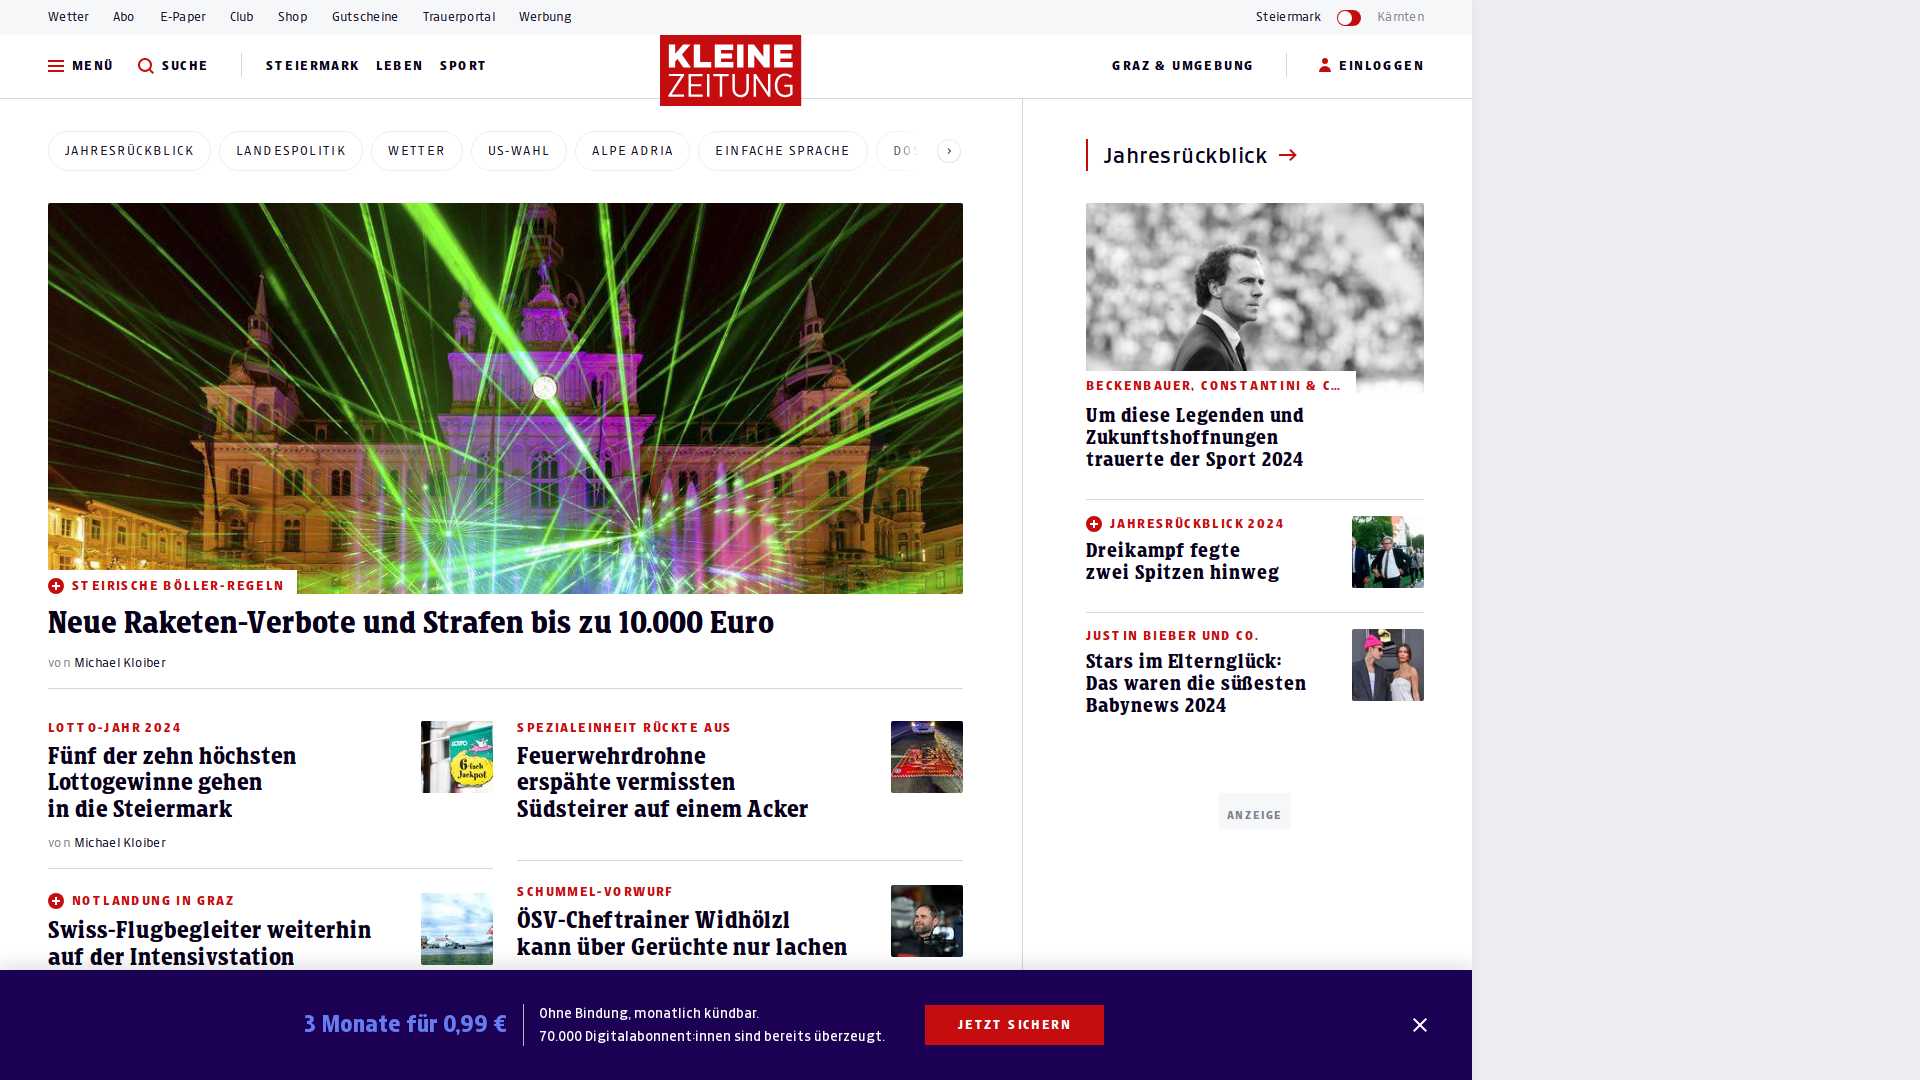 Wetter Abo E-Paper Club Shop Gutscheine Trauerportal Werbung
Steiermark Kärnten
MENÜ SUCHE STEIERMARK LEBEN SPORT
KLEINE
ZEITUNG
GRAZ & UMGEBUNG EINLOGGEN
JAHRESRÜCKBLICK LANDESPOLITIK WETTER US-WAHL ALPE ADRIA EINFACHE SPRACHE
STEIRISCHE BÖLLER-REGELN
Neue Raketen-Verbote und Strafen bis zu 10.000 Euro
von Michael Kloiber
LOTTO-JAHR 2024
Fünf der zehn höchsten
Lottogewinne gehen
in die Steiermark
von Michael Kloiber
6-fach
Jackpot
SPEZIALEINHEIT RÜCKTE AUS
Feuerwehrdrohne
erspähte vermissten
Südsteirer auf einem Acker
NOTLANDUNG IN GRAZ
Swiss-Flugbegleiter weiterhin
auf der Intensivstation
SCHUMMEL-VORWURF
ÖSV-Cheftrainer Widhölzl
kann über Gerüchte nur lachen
Jahresrückblick
BECKENBAUER, CONSTANTINI & C...
Um diese Legenden und
Zukunftshoffnungen
trauerte der Sport 2024
JAHRESRÜCKBLICK 2024
Dreikampf fegte
zwei Spitzen hinweg
JUSTIN BIEBER UND CO.
Stars im Elternglück:
Das waren die süßesten
Babynews 2024
ANZEIGE
3 Monate für 0,99 €
Ohne Bindung, monatlich kündbar.
70.000 Digitalabonnent:innen sind bereits überzeugt.
JETZT SICHERN